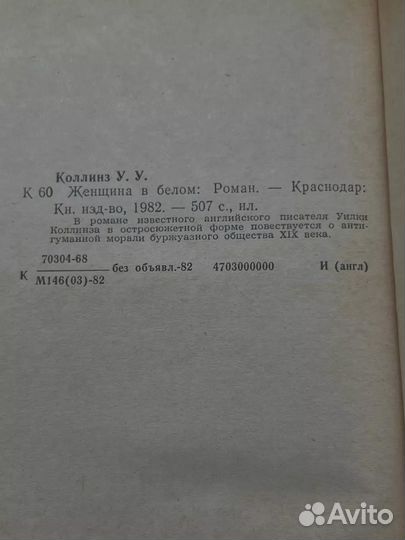 Коллинз У. У.
К 60 Женщина в белом: Роман. — Краснодар:
Кн. изд-во, 1982. — 507 с., ил.
В романе известного английского писателя Уилки
Коллинза в остросюжетной форме повествуется о анти-
гуманной морали буржуазного общества XIX века.
70304-68
К ———— без объявл.-82 4703000000 И (англ)
М146(03)-82
Avito